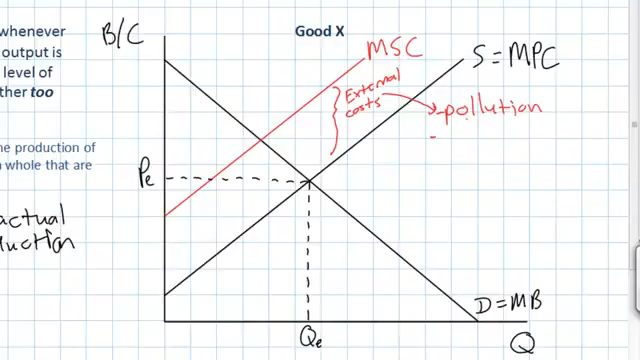 whenever
output is
level of
ther too
he production of
whole that are
actual
uction
B/C
Good X
MSC
S = MPC
External
costs
-pollution
-
Pe
D = MB
Qe
Q